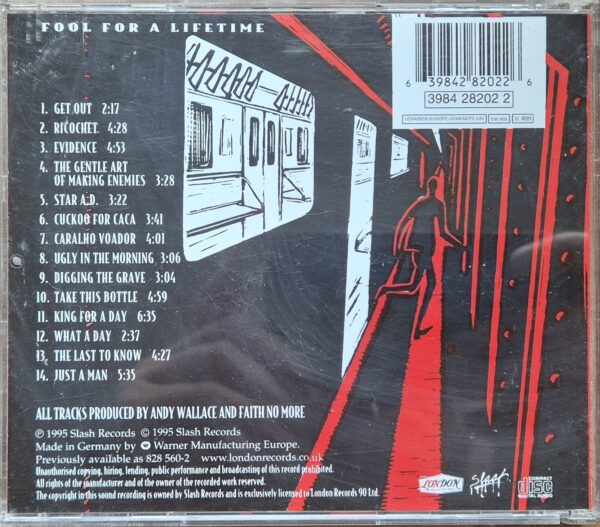 FOOL FOR A LIFETIME
6 39842 82022 6
3984 28202 2
1. GET OUT 2:17
2. RICOCHET 4:28
3. EVIDENCE 4:53
4. THE GENTLE ART
OF MAKING ENEMIES 3:28
5. STAR A.D. 3:22
6. CUCKOO FOR CACA 3:41
7. CARALHO VOADOR 4:01
8. UGLY IN THE MORNING 3:06
9. DIGGING THE GRAVE 3:04
10. TAKE THIS BOTTLE 4:59
11. KING FOR A DAY 6:35
12. WHAT A DAY 2:37
13. THE LAST TO KNOW 4:27
14. JUST A MAN 5:35
ALL TRACKS PRODUCED BY ANDY WALLACE AND FAITH NO MORE
℗ 1995 Slash Records © 1995 Slash Records
Made in Germany by Warner Manufacturing Europe.
Previously available as 828 560-2 www.londonrecords.co.uk
Unauthorised copying, hiring, lending, public performance and broadcasting of this record prohibited.
All rights of the manufacturer and of the owner of the recorded work reserved.
The copyright in this sound recording is owned by Slash Records and is exclusively licensed to London Records 90 Ltd.
LONDON
Slash
COMPACT
disc
DIGITAL AUDIO